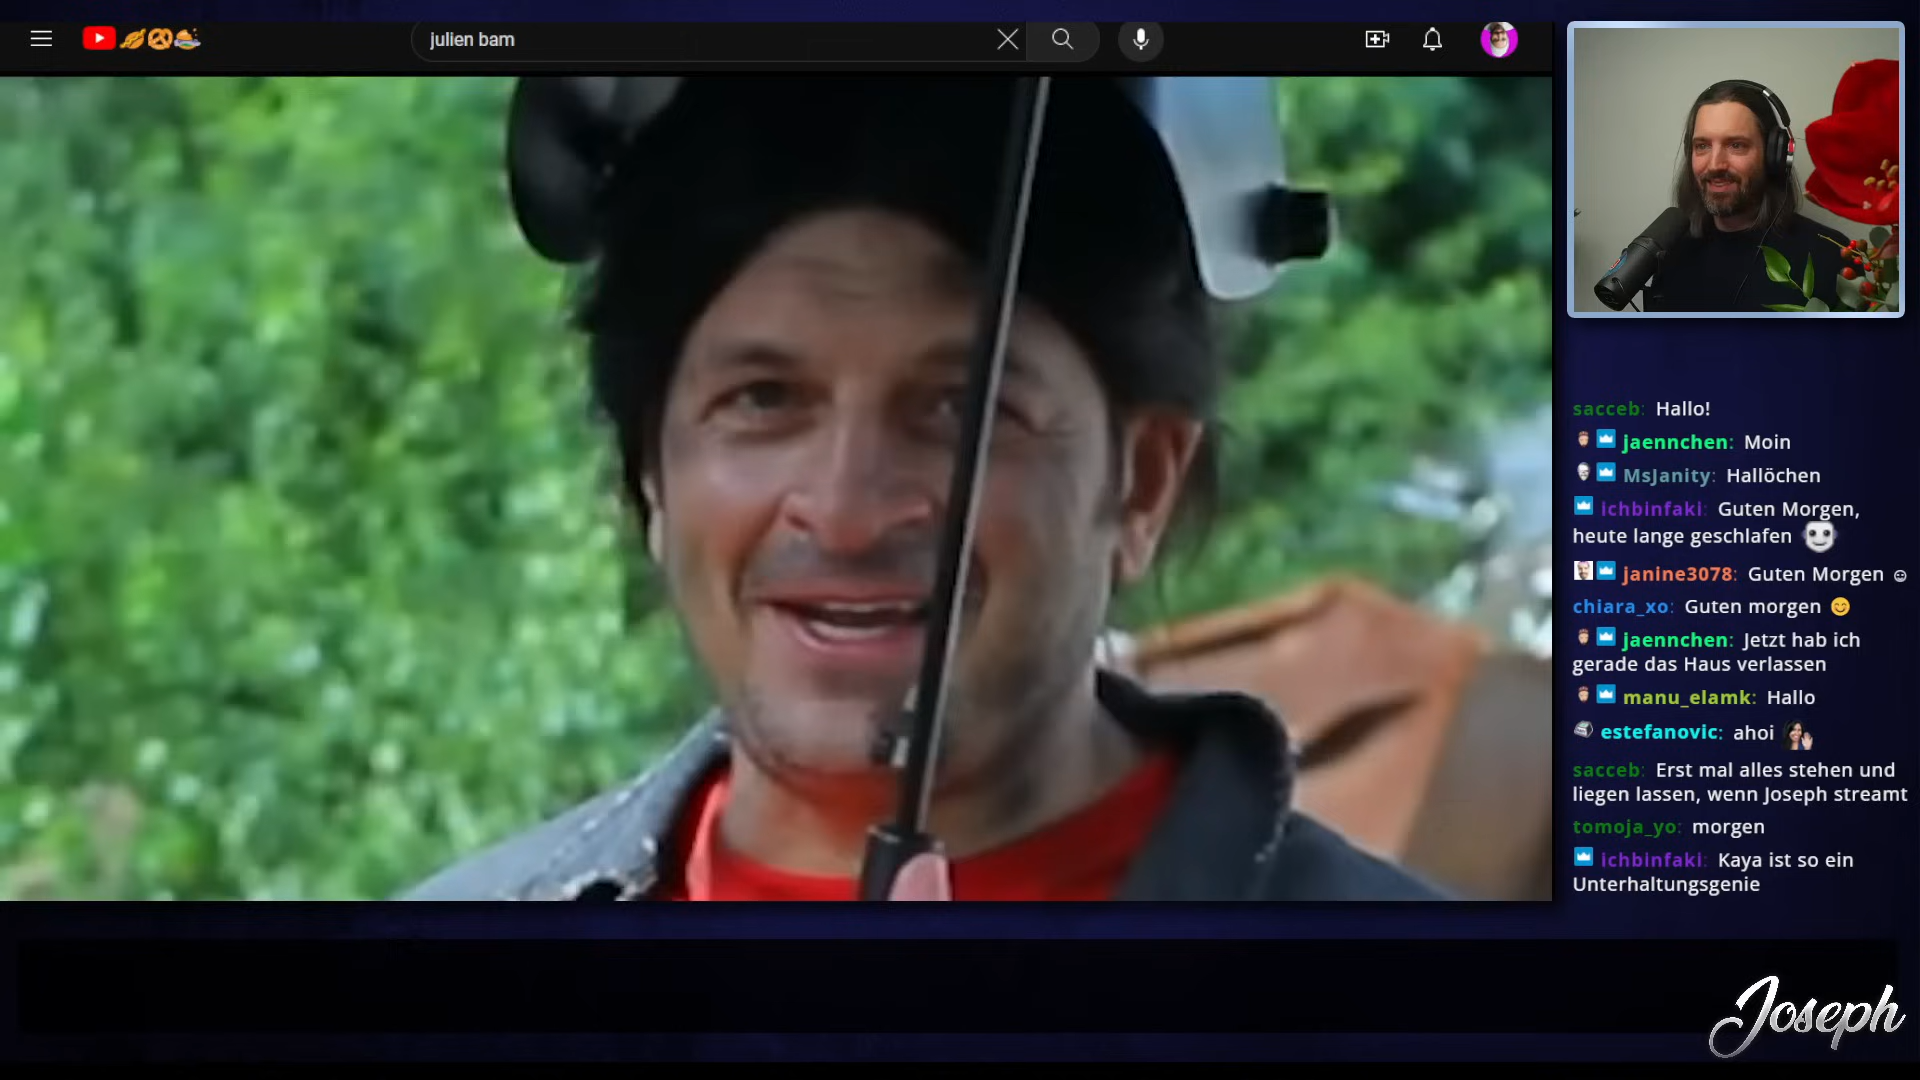 julien bam
sacceb: Hallo!
jaennchen: Moin
MsJanity: Hallöchen
ichbinfaki: Guten Morgen,
heute lange geschlafen
janine3078: Guten Morgen ☺
chiara_xo: Guten morgen 😊
jaennchen: Jetzt hab ich
gerade das Haus verlassen
manu_elamk: Hallo
estefanovic: ahoi
sacceb: Erst mal alles stehen und
liegen lassen, wenn Joseph streamt
tomoja_yo: morgen
ichbinfaki: Kaya ist so ein
Unterhaltungsgenie
Joseph